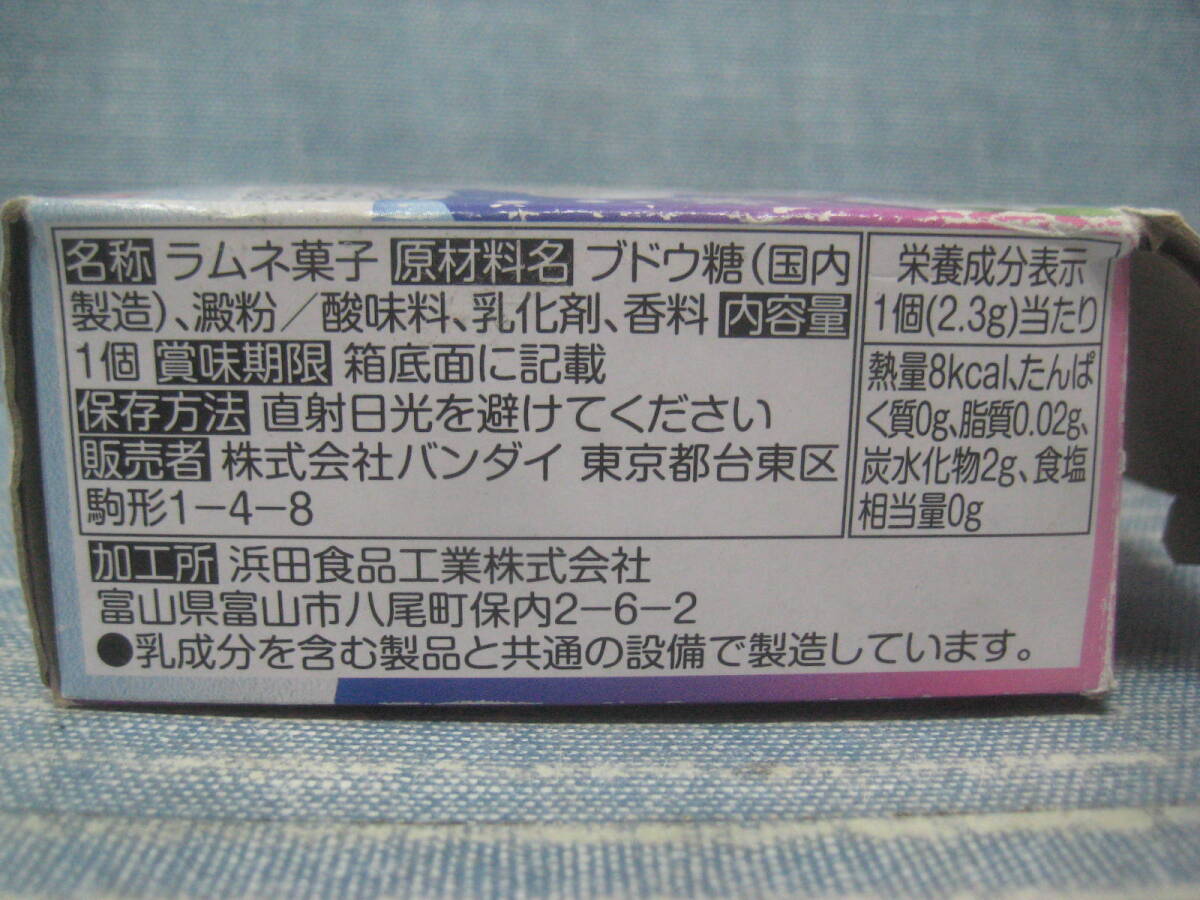 名称 ラムネ菓子 原材料名 ブドウ糖(国内
製造)、澱粉/酸味料、乳化剤、香料 内容量
1個 賞味期限 箱底面に記載
保存方法 直射日光を避けてください
販売者 株式会社バンダイ 東京都台東区
駒形1-4-8
栄養成分表示
1個(2.3g)当たり
熱量8kcal、たんぱ
く質0g、脂質0.02g、
炭水化物2g、食塩
相当量0g
加工所 浜田食品工業株式会社
富山県富山市八尾町保内2-6-2
●乳成分を含む製品と共通の設備で製造しています。